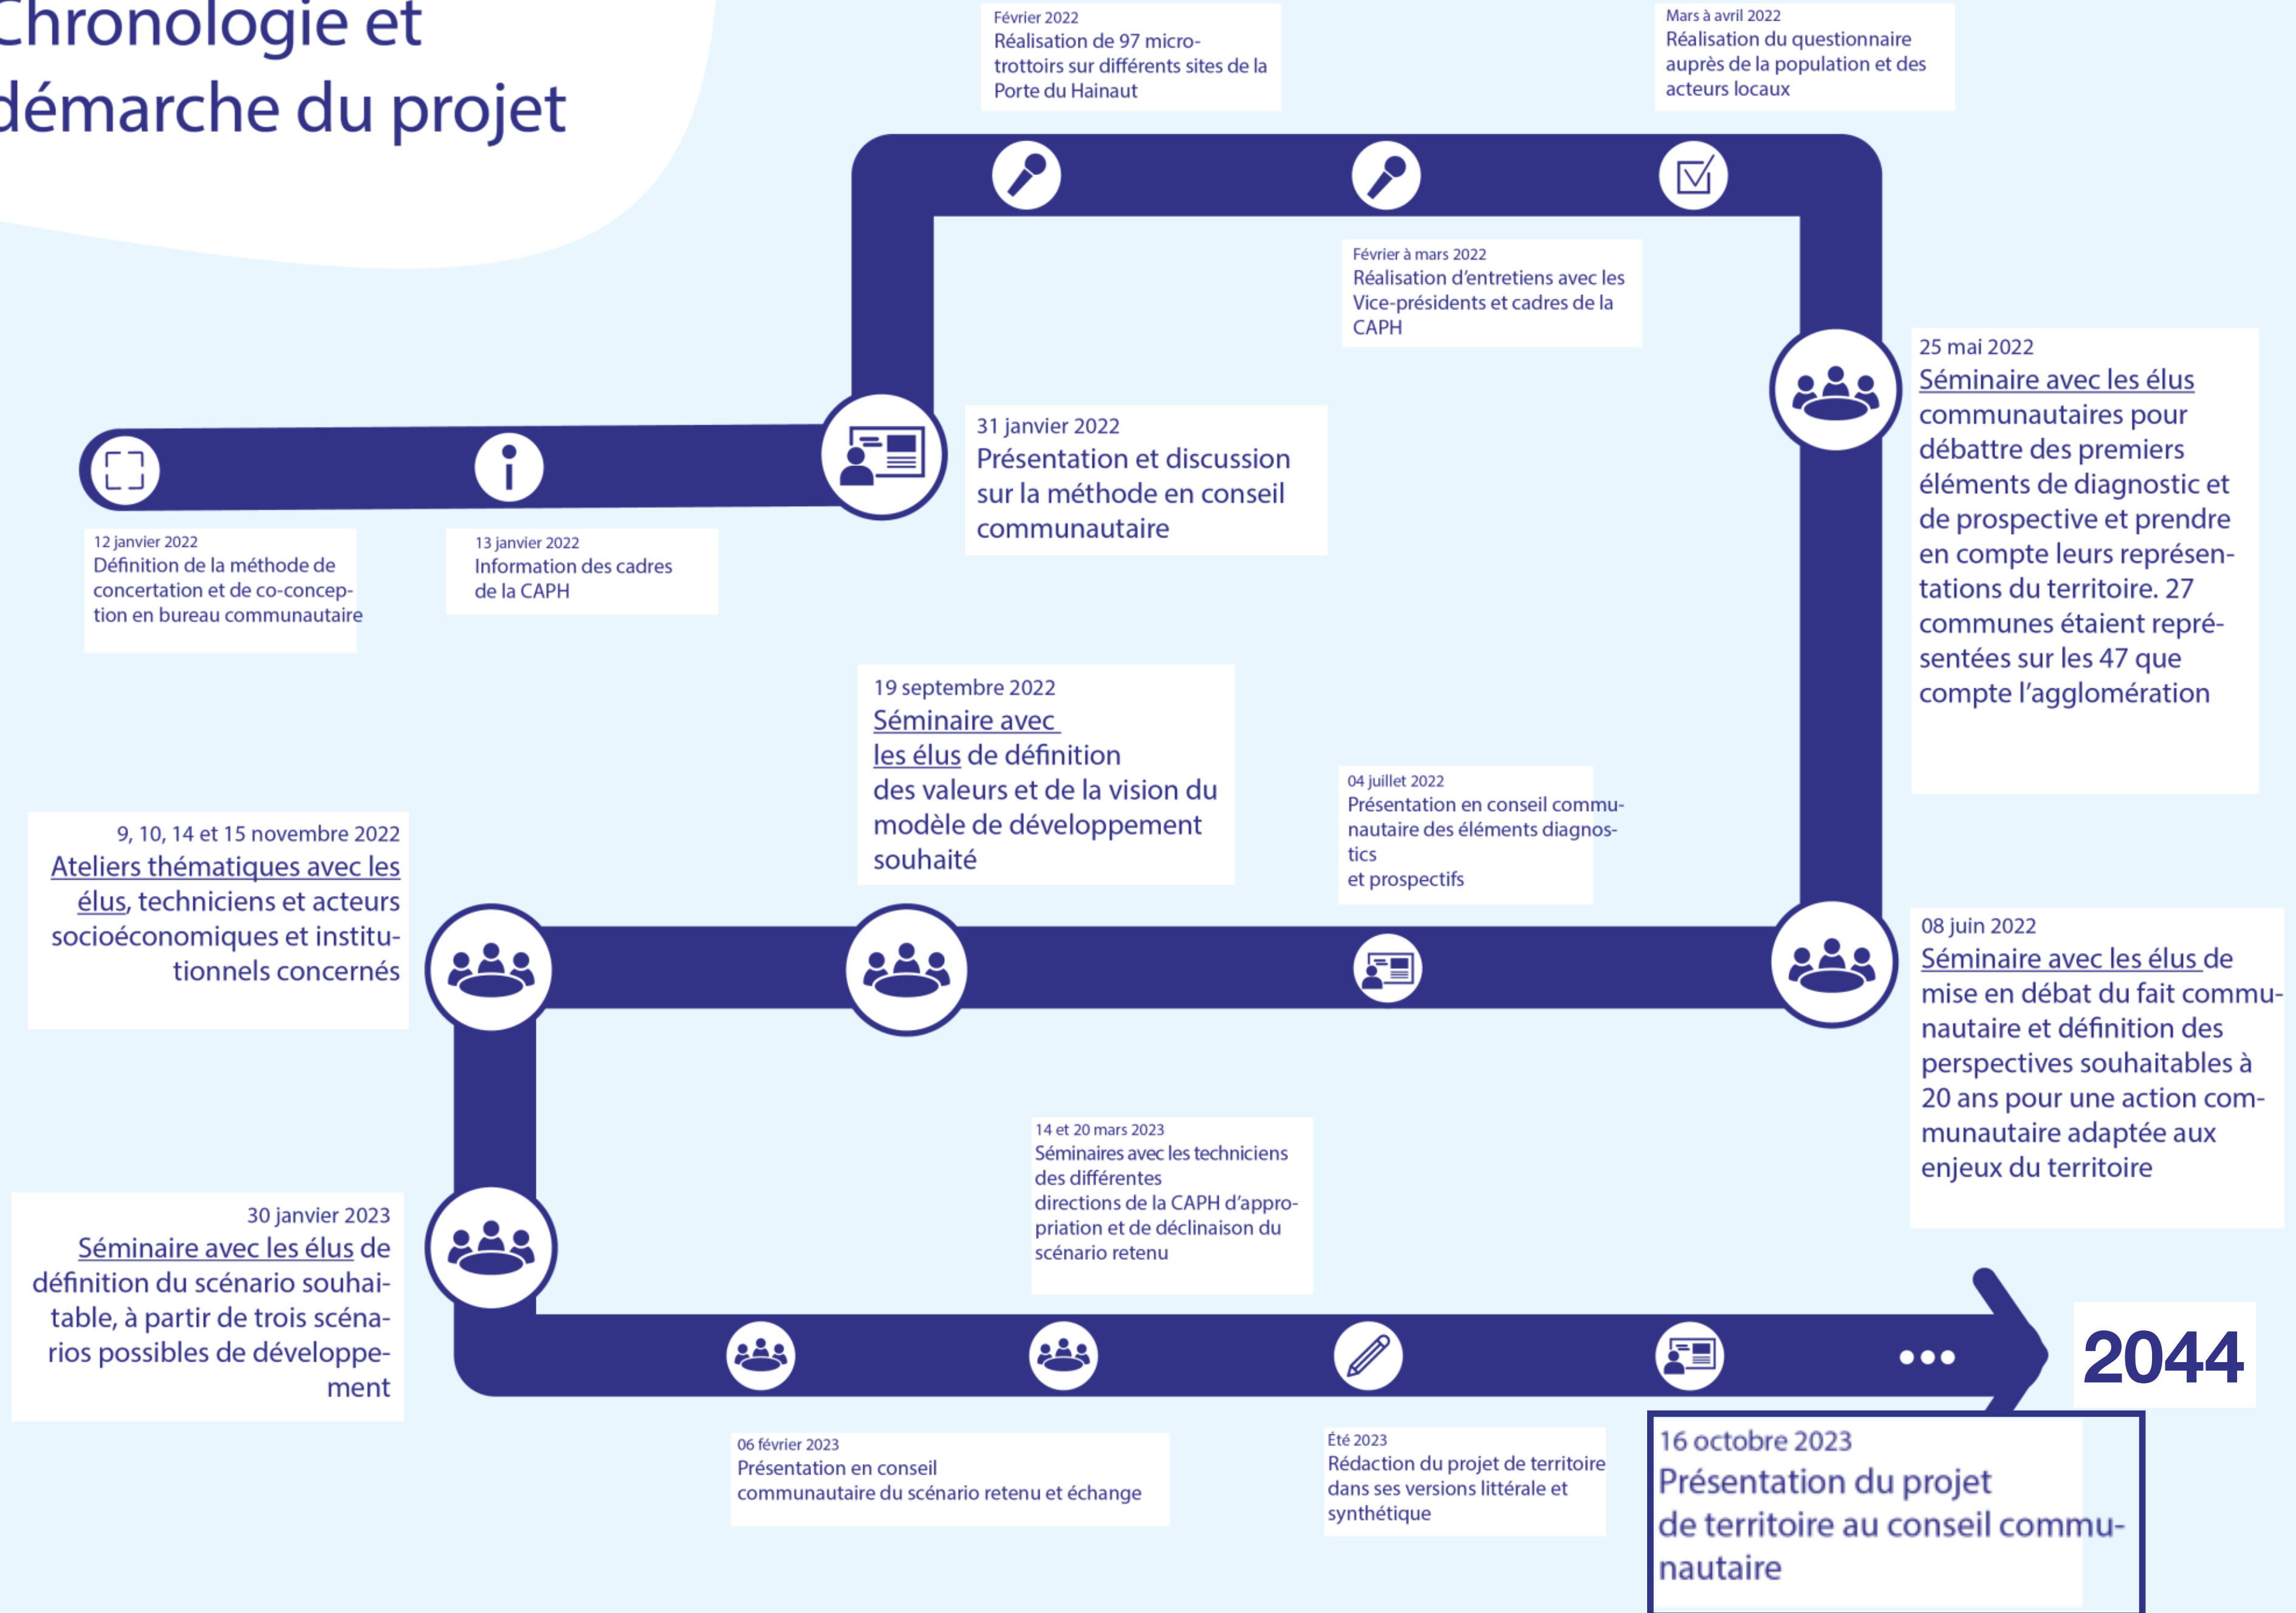 Chronologie et
démarche du projet
12 janvier 2022
Définition de la méthode de
concertation et de co-concep-
tion en bureau communautaire
13 janvier 2022
Information des cadres
de la CAPH
31 janvier 2022
Présentation et discussion
sur la méthode en conseil
communautaire
Février 2022
Réalisation de 97 micro-
trottoirs sur différents sites de la
Porte du Hainaut
Février à mars 2022
Réalisation d'entretiens avec les
Vice-présidents et cadres de la
CAPH
Mars à avril 2022
Réalisation du questionnaire
auprès de la population et des
acteurs locaux
25 mai 2022
Séminaire avec les élus
communautaires pour
débattre des premiers
éléments de diagnostic et
de prospective et prendre
en compte leurs représen-
tations du territoire. 27
communes étaient repré-
sentées sur les 47 que
compte l'agglomération
08 juin 2022
Séminaire avec les élus de
mise en débat du fait commu-
nautaire et définition des
perspectives souhaitables à
20 ans pour une action com-
munautaire adaptée aux
enjeux du territoire
04 juillet 2022
Présentation en conseil commu-
nautaire des éléments diagnos-
tics
et prospectifs
19 septembre 2022
Séminaire avec
les élus de définition
des valeurs et de la vision du
modèle de développement
souhaité
9, 10, 14 et 15 novembre 2022
Ateliers thématiques avec les
élus, techniciens et acteurs
socioéconomiques et institu-
tionnels concernés
30 janvier 2023
Séminaire avec les élus de
définition du scénario souhai-
table, à partir de trois scéna-
rios possibles de développe-
ment
06 février 2023
Présentation en conseil
communautaire du scénario retenu et échange
14 et 20 mars 2023
Séminaires avec les techniciens
des différentes
directions de la CAPH d'appro-
priation et de déclinaison du
scénario retenu
Été 2023
Rédaction du projet de territoire
dans ses versions littérale et
synthétique
16 octobre 2023
Présentation du projet
de territoire au conseil commu-
nautaire
2044